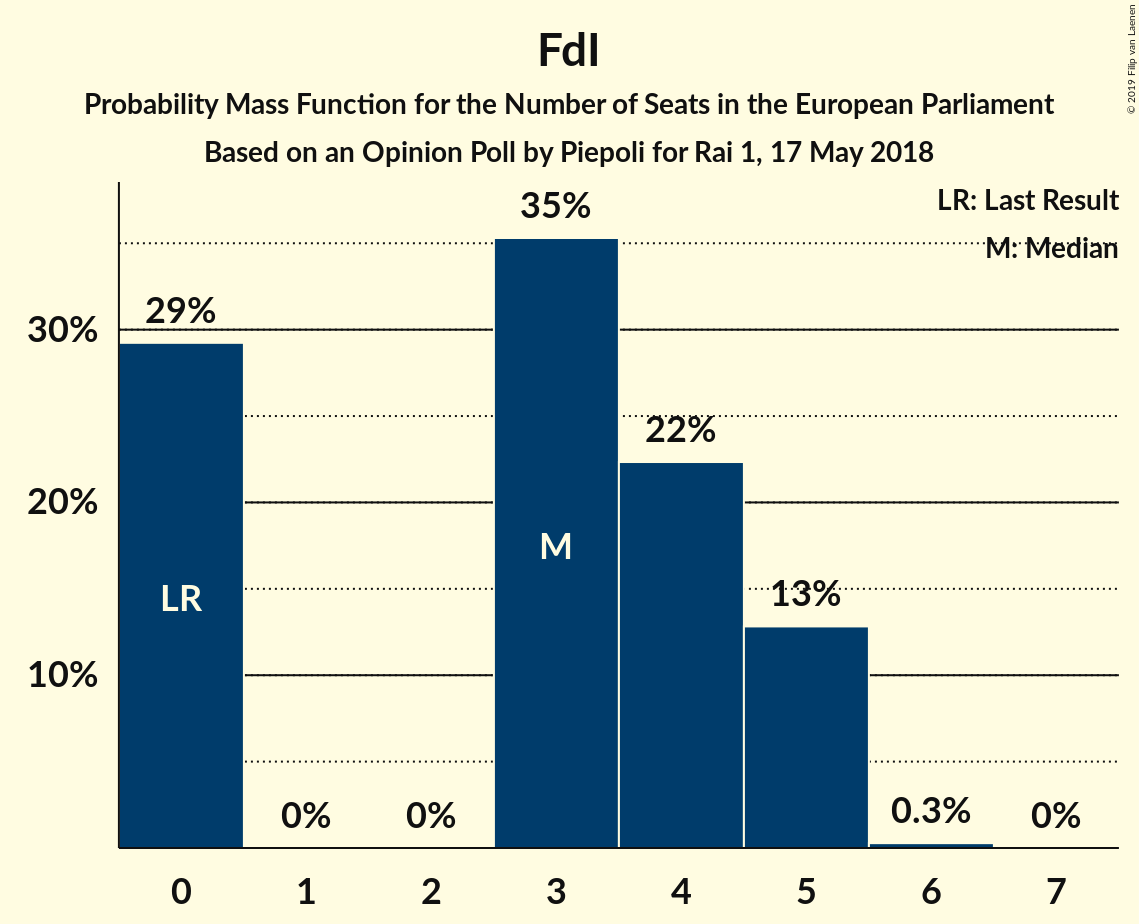 FdI
Probability Mass Function for the Number of Seats in the European Parliament
Based on an Opinion Poll by Piepoli for Rai 1, 17 May 2018
© 2019 Filip van Laenen
LR: Last Result
M: Median
35%
29%
30%
22%
20%
M
13%
LR
10%
0%
0%
0.3%
0%
0 1 2 3 4 5 6 7